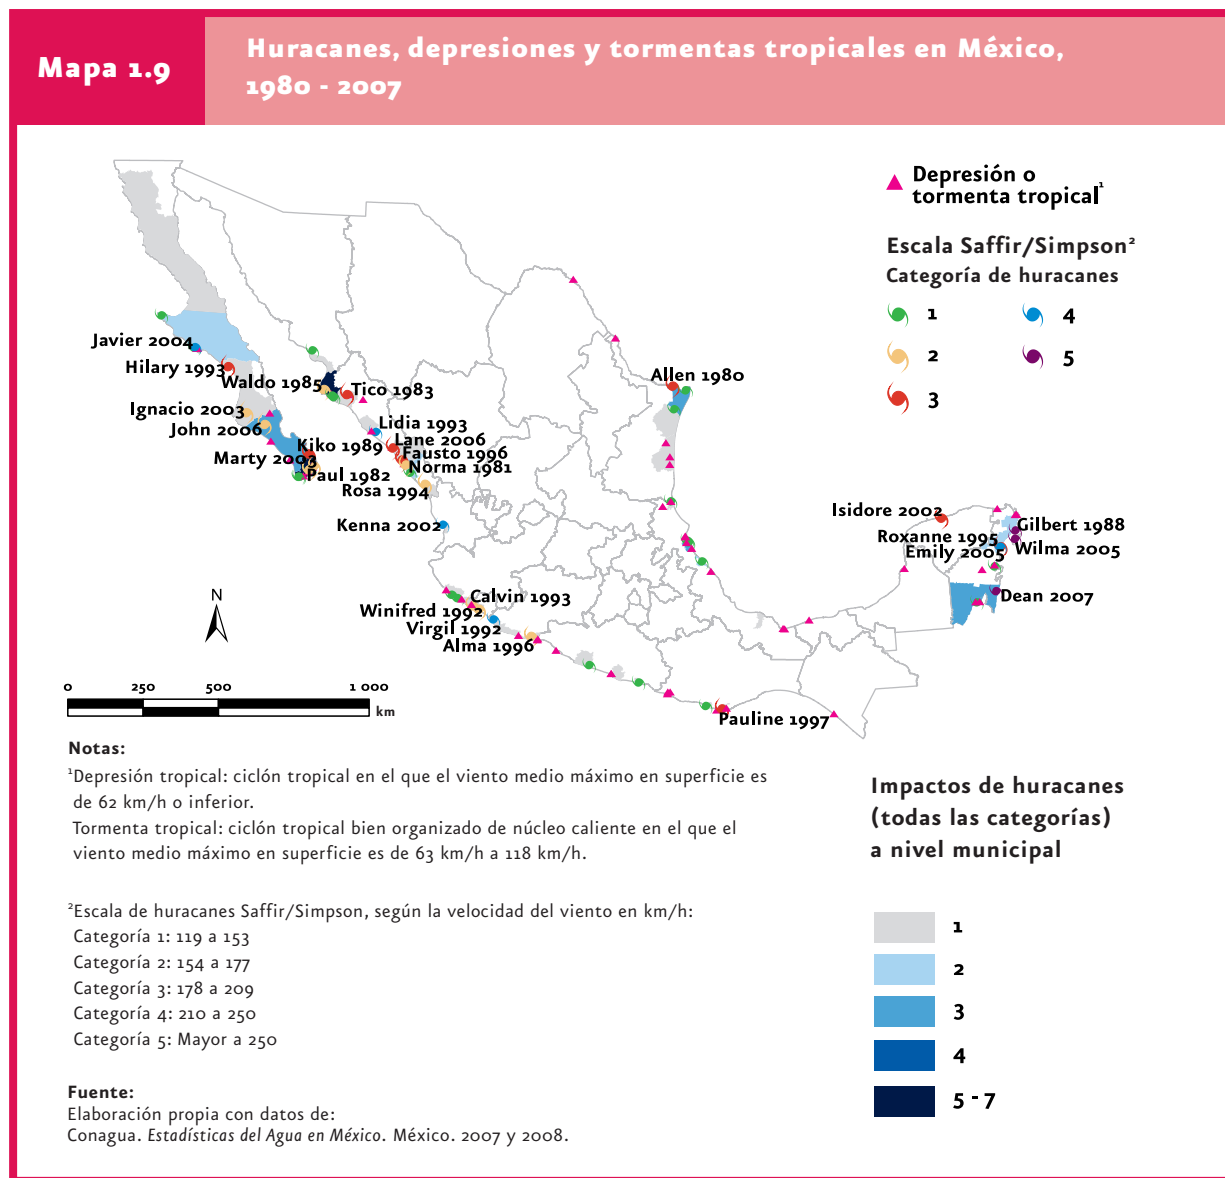 Mapa 1.9
Huracanes, depresiones y tormentas tropicales en México,
1980 - 2007
Depresión o
tormenta tropical¹
Escala Saffir/Simpson²
Categoría de huracanes
1
4
2
5
3
Javier 2004
Hilary 1993
Waldo 1985
Tico 1983
Allen 1980
Ignacio 2003
John 2006
Lidia 1993
Kiko 1989
Lane 2006
Fausto 1996
Marty 2003
Norma 1981
Paul 1982
Rosa 1994
Kenna 2002
Isidore 2002
Gilbert 1988
Roxanne 1995
Emily 2005
Wilma 2005
Dean 2007
Calvin 1993
Winifred 1992
Virgil 1992
Alma 1996
Pauline 1997
N
0 250 500 1 000
km
Notas:
¹Depresión tropical: ciclón tropical en el que el viento medio máximo en superficie es
de 62 km/h o inferior.
Tormenta tropical: ciclón tropical bien organizado de núcleo caliente en el que el
viento medio máximo en superficie es de 63 km/h a 118 km/h.
²Escala de huracanes Saffir/Simpson, según la velocidad del viento en km/h:
Categoría 1: 119 a 153
Categoría 2: 154 a 177
Categoría 3: 178 a 209
Categoría 4: 210 a 250
Categoría 5: Mayor a 250
Fuente:
Elaboración propia con datos de:
Conagua. Estadísticas del Agua en México. México. 2007 y 2008.
Impactos de huracanes
(todas las categorías)
a nivel municipal
1
2
3
4
5 - 7